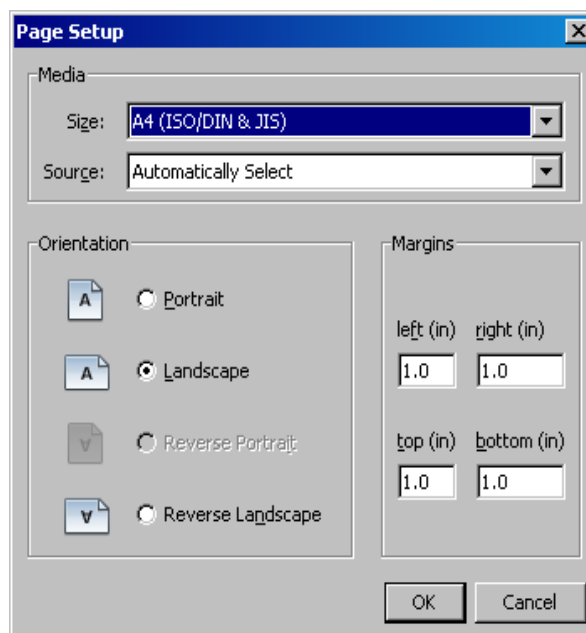 Page Setup
Media
Size: A4 (ISO/DIN & JIS)
Source: Automatically Select
Orientation
A Portrait
A Landscape
A Reverse Portrait
A Reverse Landscape
Margins
left (in) right (in)
1.0 1.0
top (in) bottom (in)
1.0 1.0
OK Cancel